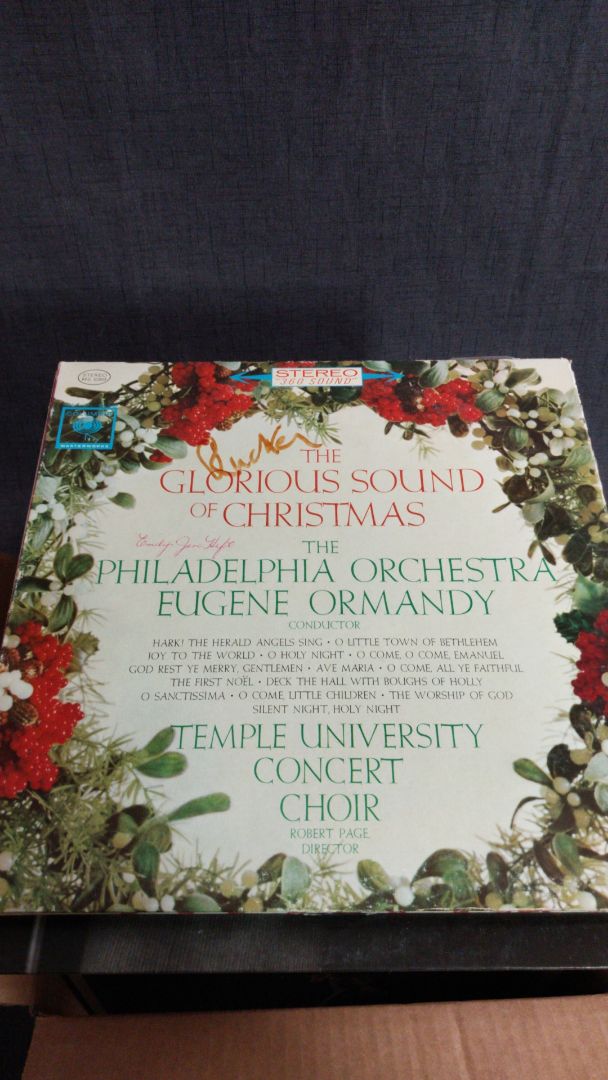 STEREO
"360 SOUND"
STEREO
MASTERWORKS
THE
GLORIOUS SOUND
OF CHRISTMAS
THE
PHILADELPHIA ORCHESTRA
EUGENE ORMANDY
CONDUCTOR
HARK! THE HERALD ANGELS SING • O LITTLE TOWN OF BETHLEHEM
JOY TO THE WORLD • O HOLY NIGHT • O COME, O COME, EMANUEL
GOD REST YE MERRY, GENTLEMEN • AVE MARIA • O COME, ALL YE FAITHFUL
THE FIRST NOËL • DECK THE HALL WITH BOUGHS OF HOLLY
O SANCTISSIMA • O COME, LITTLE CHILDREN • THE WORSHIP OF GOD
SILENT NIGHT, HOLY NIGHT
TEMPLE UNIVERSITY
CONCERT
CHOIR
ROBERT PAGE,
DIRECTOR